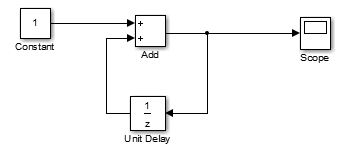 1
Constant
+
+
Add
Scope
1
z
Unit Delay